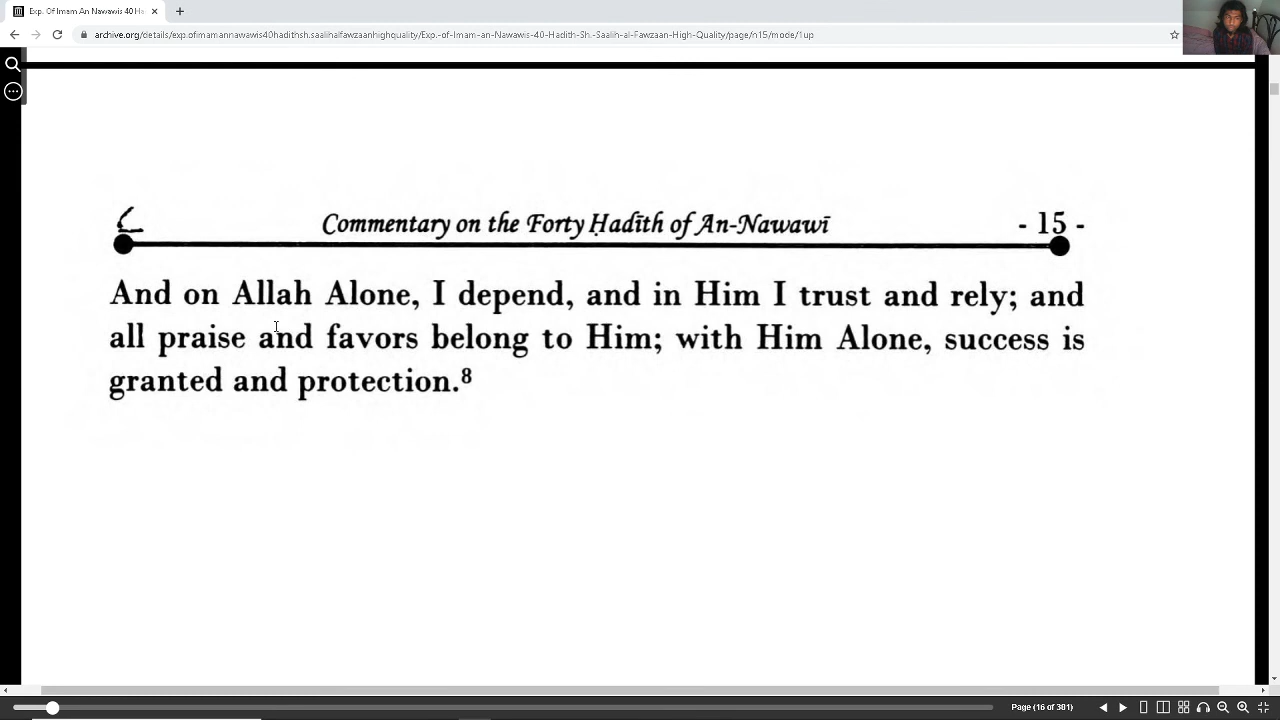 Exp. Of Imam An Nawawis 40 Ha
archive.org/details/exp.ofimamannawawis40hadithsh.saalihalfawzaanhighquality/Exp.-of-Imam-an-Nawawis-40-Hadith-Sh.-Saalih-al-Fawzaan-High-Quality/page/n15/mode/1up
Commentary on the Forty Ḥadīth of An-Nawawī - 15 -
And on Allah Alone, I depend, and in Him I trust and rely; and
all praise and favors belong to Him; with Him Alone, success is
granted and protection.⁸
Page (16 of 381)